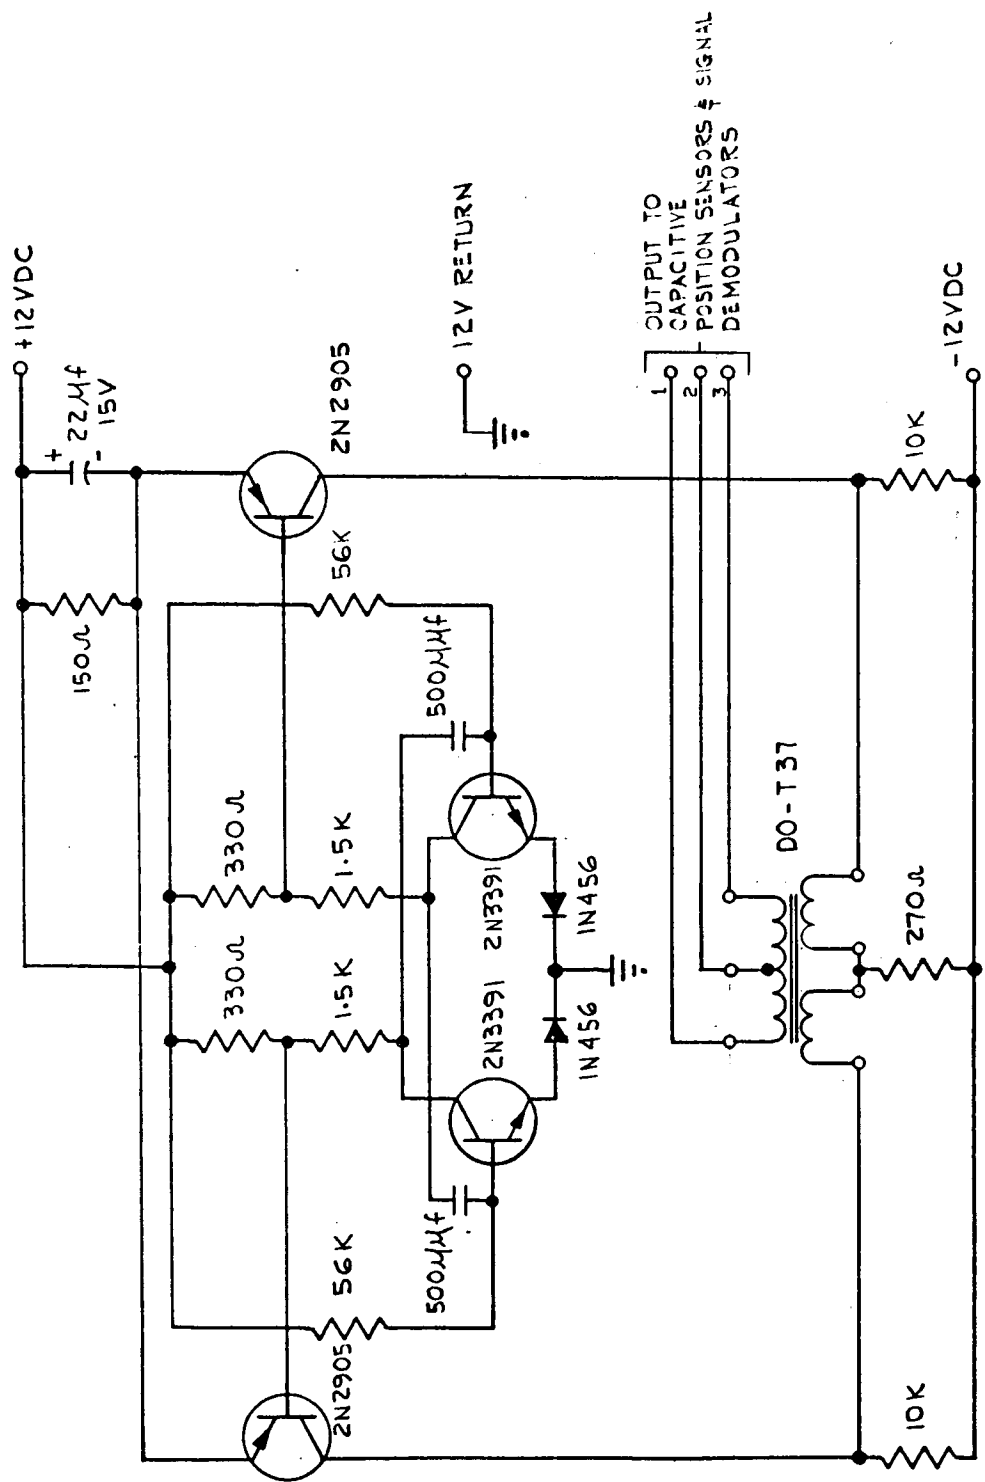 +12VDC
22μf
15V
+
-
150Ω
2N2905
2N2905
12V RETURN
56K
56K
330Ω
330Ω
1.5K
1.5K
500μμf
500μμf
2N3391
2N3391
1N456
1N456
OUTPUT TO
CAPACITIVE
POSITION SENSORS & SIGNAL
DEMODULATORS
1
2
3
DO-T37
270Ω
10K
10K
-12VDC